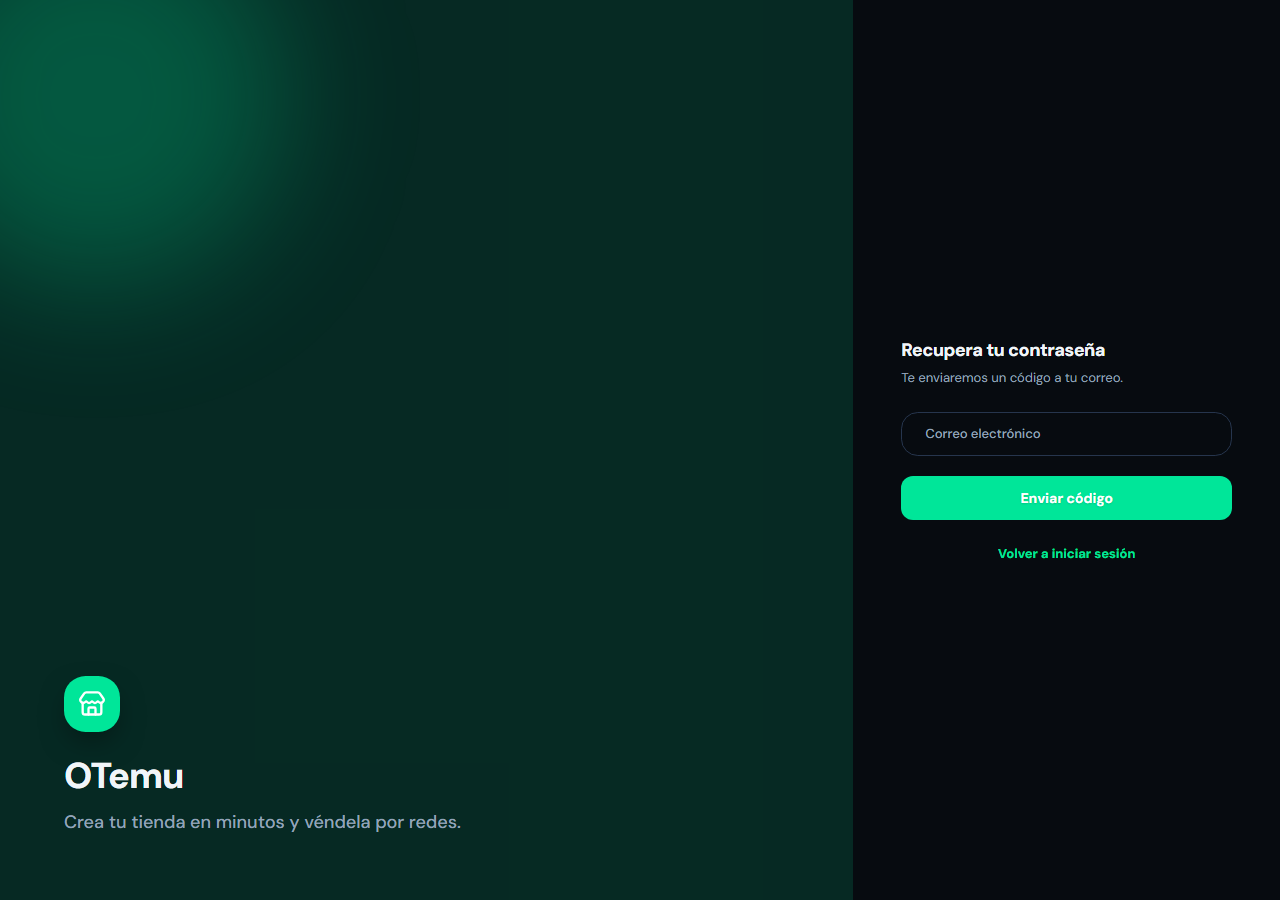 Recupera tu contraseña
Te enviaremos un código a tu correo.
Correo electrónico
Enviar código
Volver a iniciar sesión
OTemu
Crea tu tienda en minutos y véndela por redes.